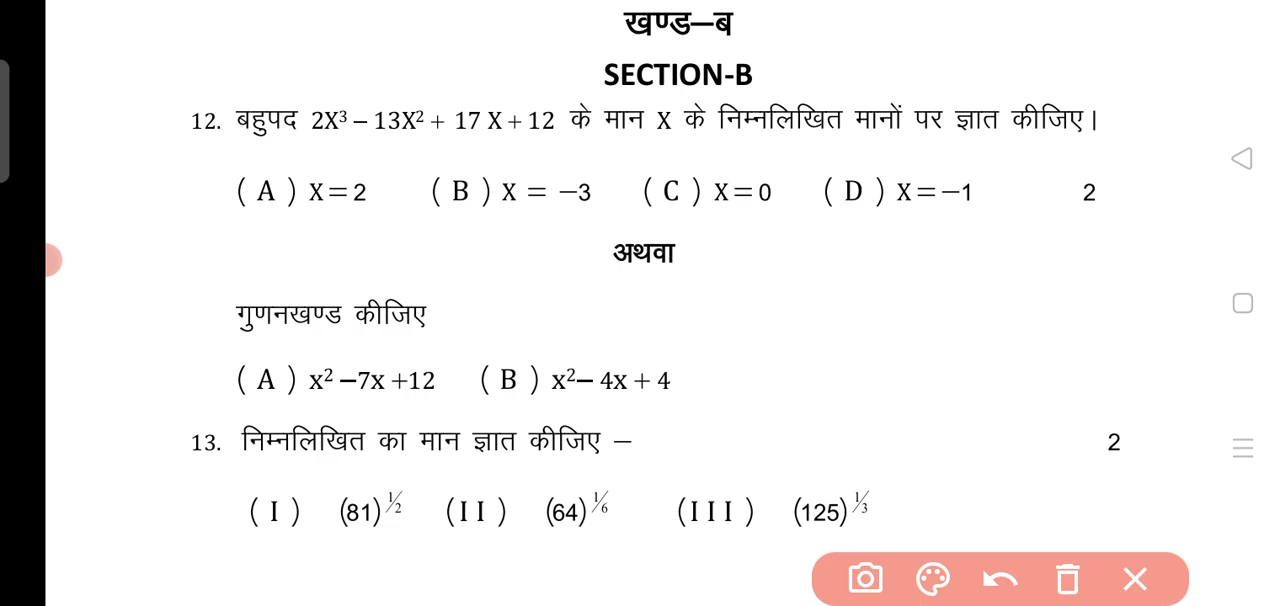 खण्ड–ब
SECTION-B
12. बहुपद 2X³ – 13X² + 17 X + 12 के मान X के निम्नलिखित मानों पर ज्ञात कीजिए।
( A ) X = 2 ( B ) X = −3 ( C ) X = 0 ( D ) X = −1 2
अथवा
गुणनखण्ड कीजिए
( A ) x² –7x +12 ( B ) x²– 4x + 4
13. निम्नलिखित का मान ज्ञात कीजिए – 2
( I ) (81)^1/2 ( I I ) (64)^1/6 ( I I I ) (125)^1/3